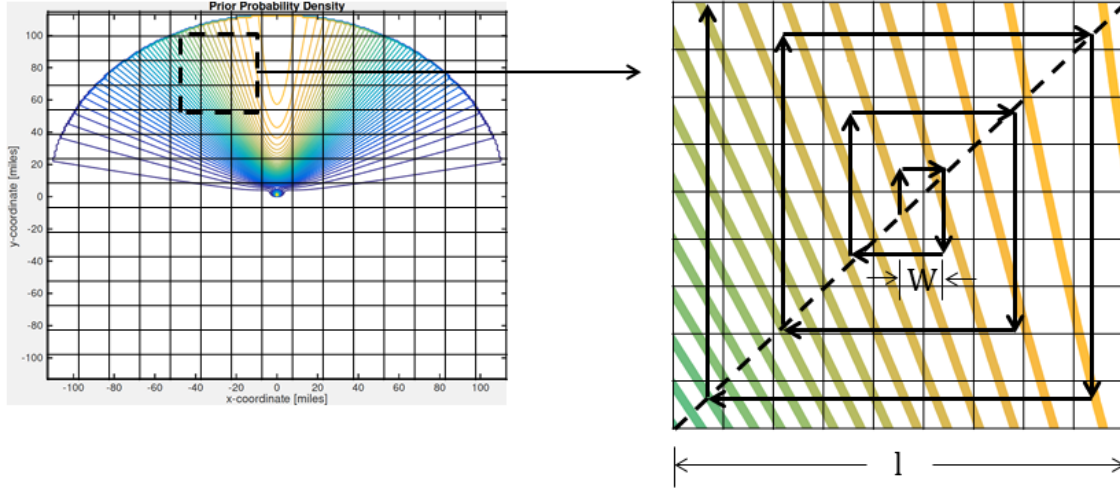 Prior Probability Density
100
80
60
40
20
0
-20
-40
-60
-80
-100
y-coordinate [miles]
-100 -80 -60 -40 -20 0 20 40 60 80 100
x-coordinate [miles]
W
l